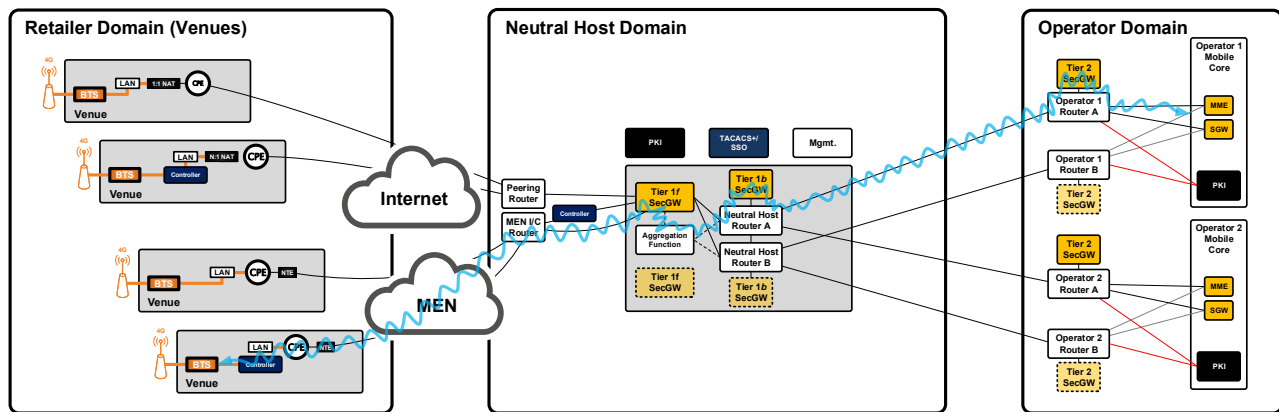 Retailer Domain (Venues)
4G
BTS
LAN
1:1 NAT
CPE
Venue
4G
BTS
LAN
N:1 NAT
CPE
Controller
Venue
4G
BTS
LAN
CPE
NTE
Venue
4G
BTS
LAN
CPE
NTE
Controller
Venue
Internet
MEN
Neutral Host Domain
PKI
TACACS+/
SSO
Mgmt.
Peering
Router
MEN I/C
Router
Controller
Tier 1f
SecGW
Tier 1b
SecGW
Aggregation
Function
Neutral Host
Router A
Neutral Host
Router B
Tier 1f
SecGW
Tier 1b
SecGW
Operator Domain
Tier 2
SecGW
Operator 1
Router A
Operator 1
Router B
Tier 2
SecGW
Operator 1
Mobile
Core
MME
SGW
PKI
Tier 2
SecGW
Operator 2
Router A
Operator 2
Router B
Tier 2
SecGW
Operator 2
Mobile
Core
MME
SGW
PKI